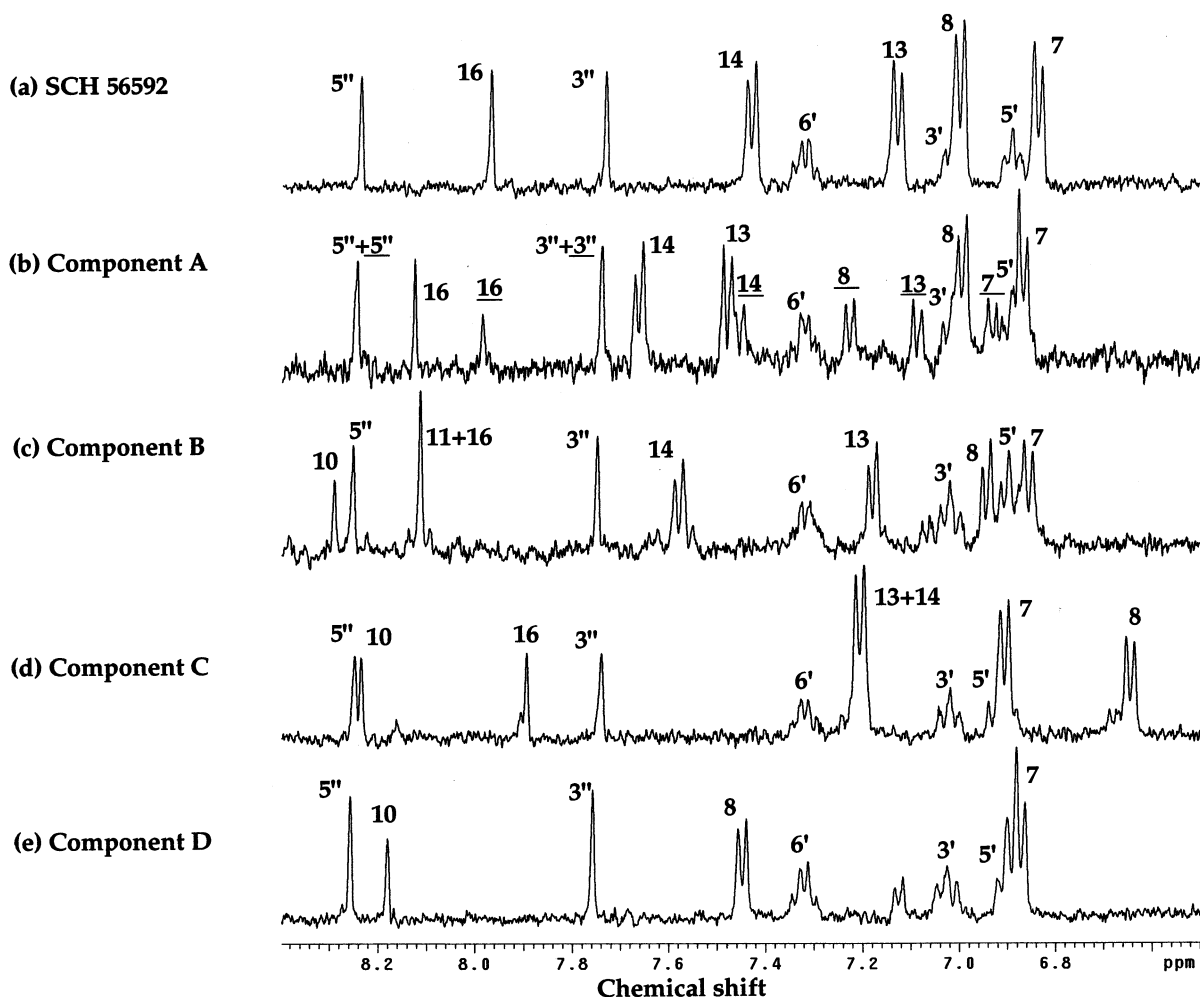 8 7
13
(a) SCH 56592 5" 16 3" 14 6' 3' 5'
(b) Component A 5"+5" 16 16 3"+3" 14 13 14 6' 8 13 3' 8 7 5' 7
(c) Component B 10 5" 11+16 3" 14 6' 13 3' 8 5' 7
(d) Component C 5" 10 16 3" 6' 13+14 3' 5' 7 8
(e) Component D 5" 10 3" 8 6' 3' 5' 7
8.2 8.0 7.8 7.6 7.4 7.2 7.0 6.8 ppm
Chemical shift